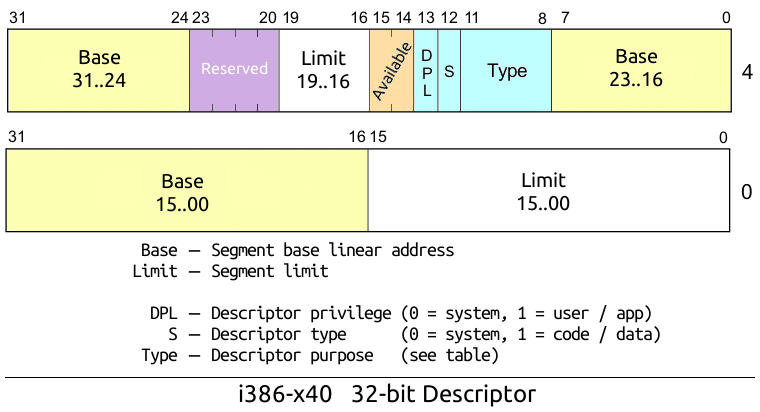 31 24 23 20 19 16 15 14 13 12 11 8 7 0
Base
31..24
Reserved
Limit
19..16
Available
D
P
L
S
Type
Base
23..16
4
31 16 15 0
Base
15..00
Limit
15..00
0
Base – Segment base linear address
Limit – Segment limit
DPL – Descriptor privilege (0 = system, 1 = user / app)
S – Descriptor type (0 = system, 1 = code / data)
Type – Descriptor purpose (see table)
i386-x40 32-bit Descriptor